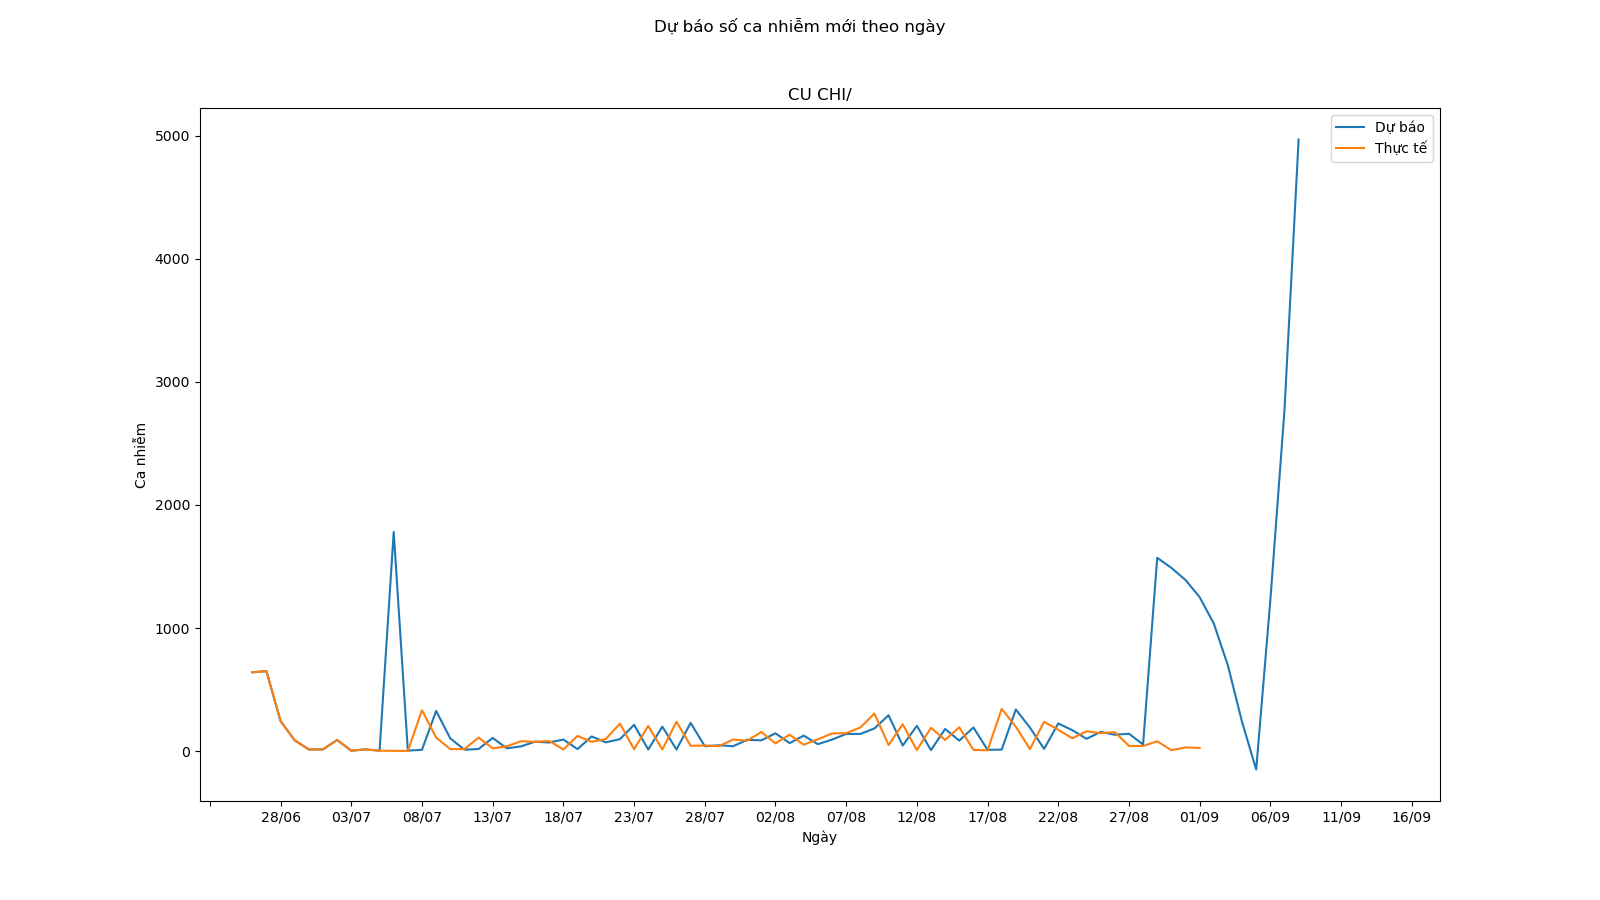 Dự báo số ca nhiễm mới theo ngày
CU CHI/
Dự báo
Thực tế
5000
4000
3000
2000
1000
0
Ca nhiễm
28/06 03/07 08/07 13/07 18/07 23/07 28/07 02/08 07/08 12/08 17/08 22/08 27/08 01/09 06/09 11/09 16/09
Ngày